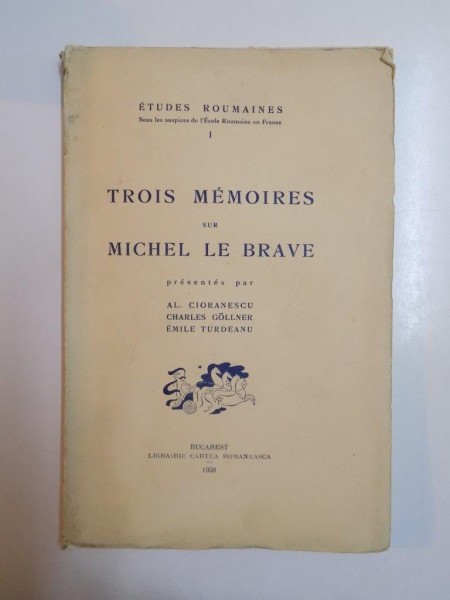 ÉTUDES ROUMAINES
Sous les auspices de l'École Roumaine en France
I
TROIS MÉMOIRES
SUR
MICHEL LE BRAVE
présentés par
AL. CIORANESCU
CHARLES GÖLLNER
ÉMILE TURDEANU
BUCAREST
LIBRAIRIE CARTEA ROMANEASCA
1938